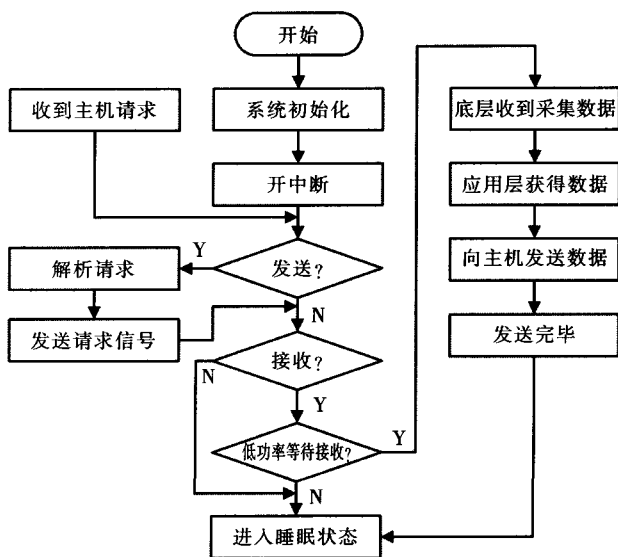 开始
收到主机请求
系统初始化
底层收到采集数据
开中断
应用层获得数据
解析请求
Y
发送?
向主机发送数据
发送请求信号
N
发送完毕
接收?
N
Y
低功率等待接收?
Y
N
进入睡眠状态